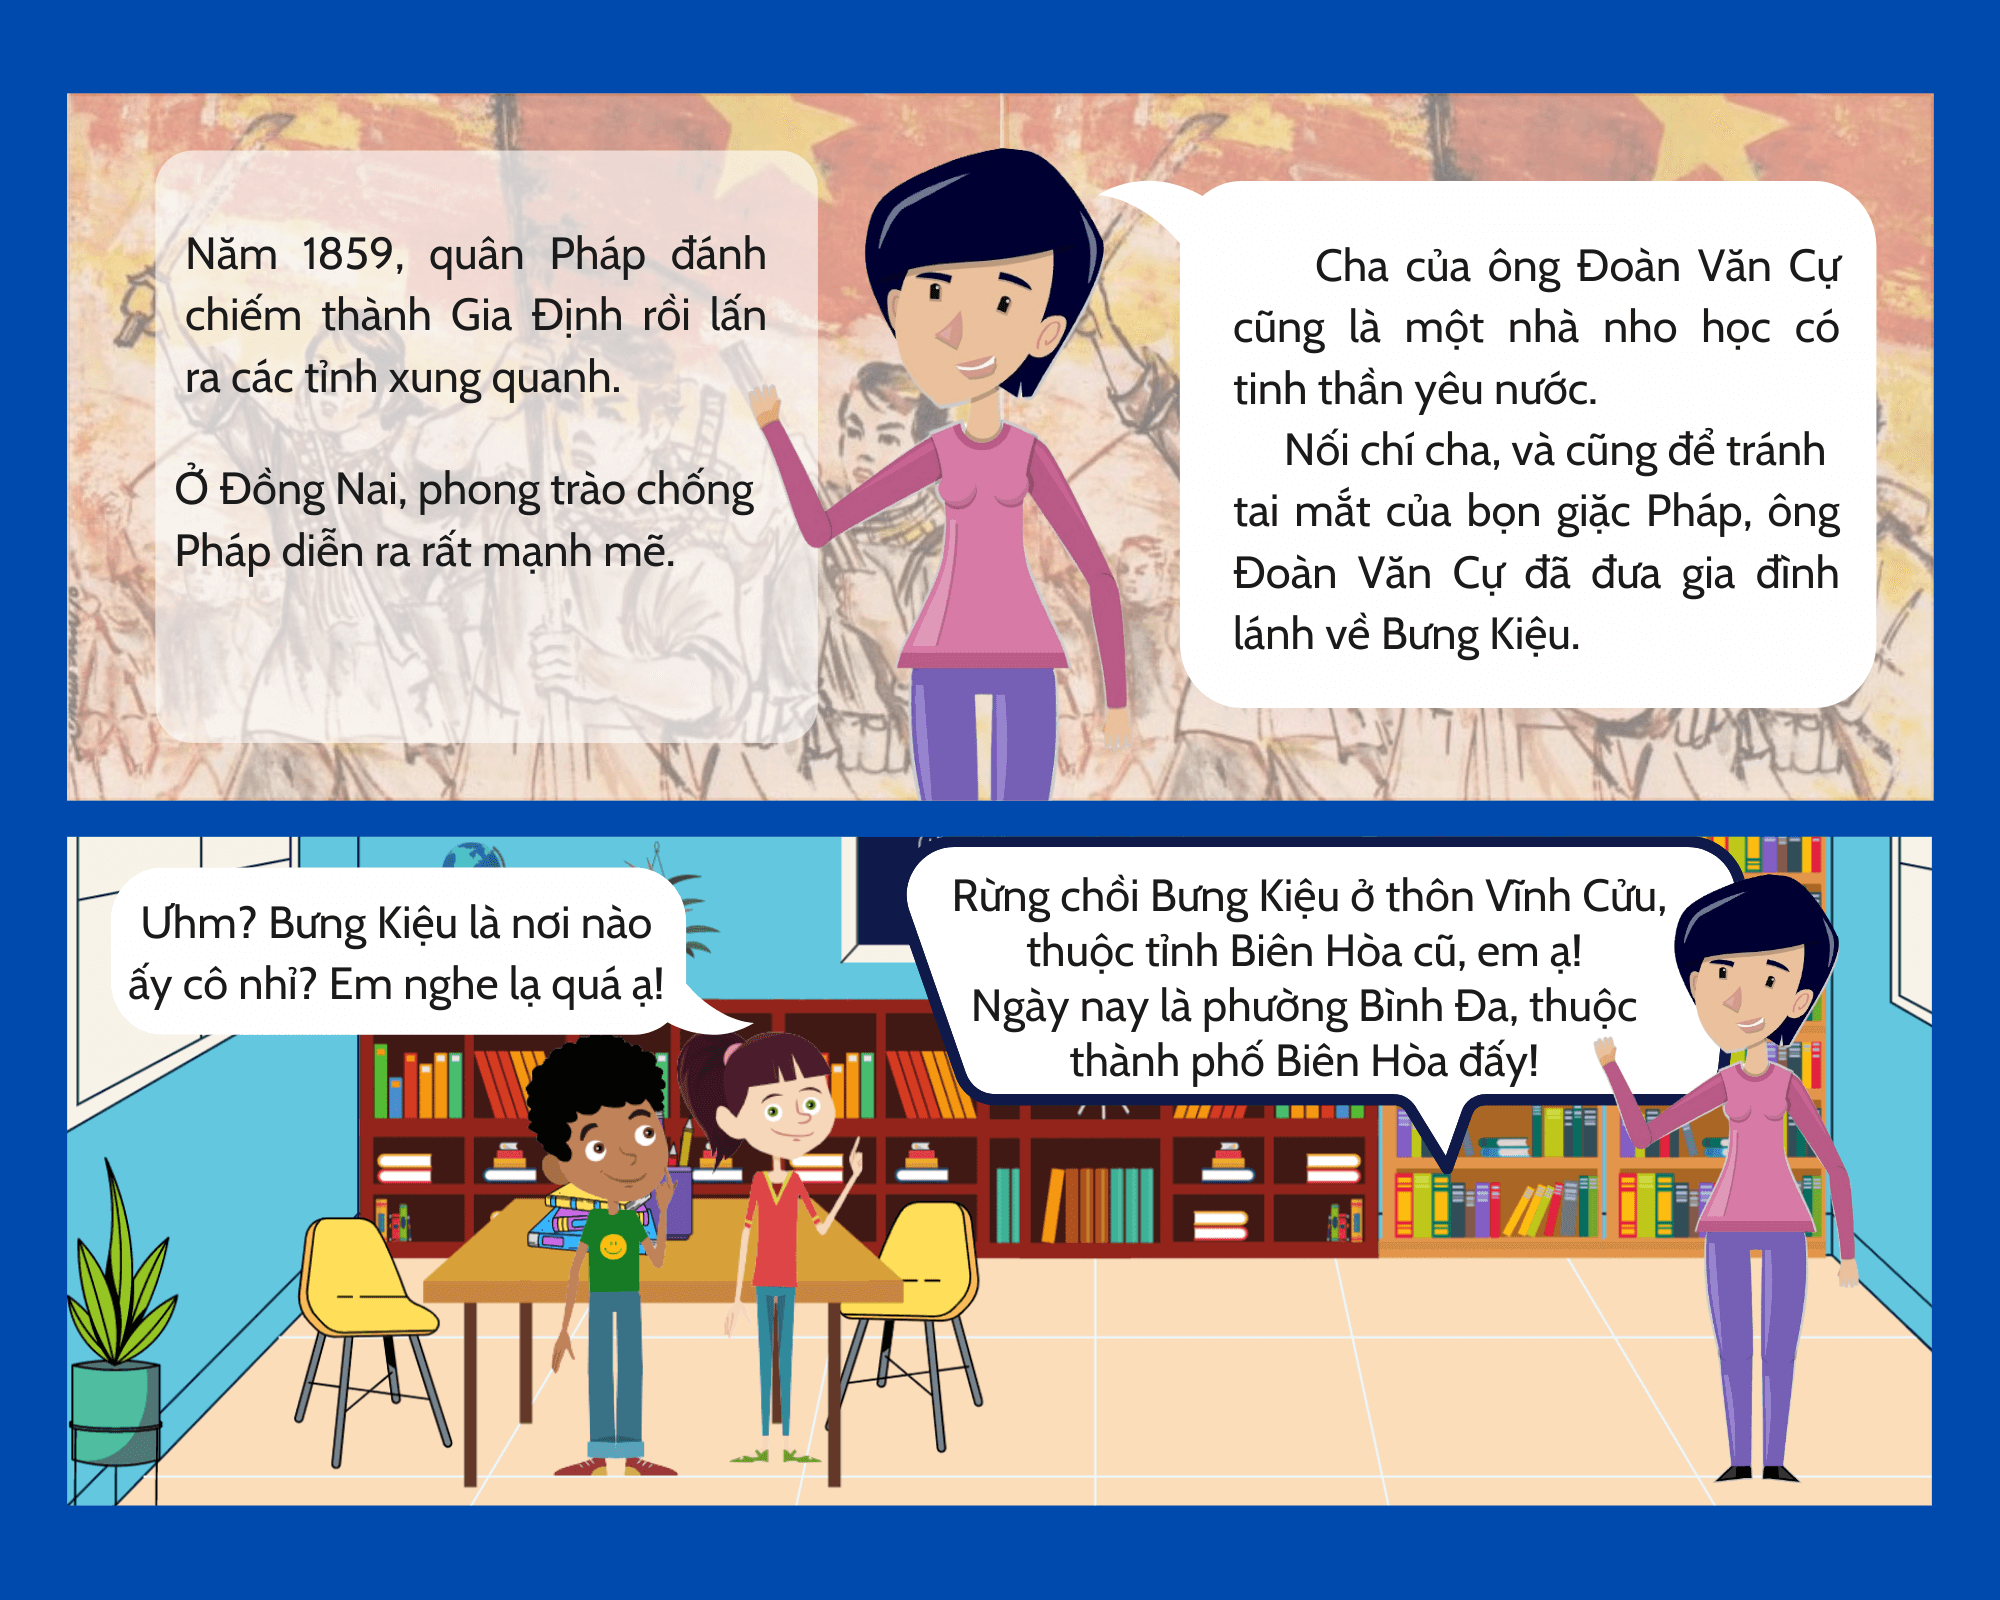 Năm 1859, quân Pháp đánh
chiếm thành Gia Định rồi lấn
ra các tỉnh xung quanh.
Ở Đồng Nai, phong trào chống
Pháp diễn ra rất mạnh mẽ.
Cha của ông Đoàn Văn Cự
cũng là một nhà nho học có
tinh thần yêu nước.
Nối chí cha, và cũng để tránh
tai mắt của bọn giặc Pháp, ông
Đoàn Văn Cự đã đưa gia đình
lánh về Bưng Kiệu.
Ưhm? Bưng Kiệu là nơi nào
ấy cô nhỉ? Em nghe lạ quá ạ!
Rừng chồi Bưng Kiệu ở thôn Vĩnh Cửu,
thuộc tỉnh Biên Hòa cũ, em ạ!
Ngày nay là phường Bình Đa, thuộc
thành phố Biên Hòa đấy!